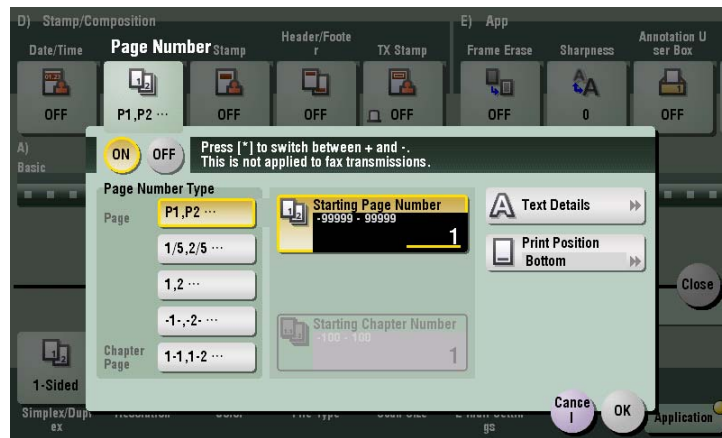 D) Stamp/Composition
E) App
Date/Time
Page Number
Stamp
Header/Foote
r
TX Stamp
Frame Erase
Sharpness
Annotation U
ser Box
OFF
P1,P2 ···
OFF
OFF
OFF
OFF
0
OFF
A)
Basic
ON
OFF
Press [*] to switch between + and -.
This is not applied to fax transmissions.
Page Number Type
Page
P1,P2 ···
1/5,2/5 ···
1,2 ···
-1-,-2- ···
Chapter
Page
1-1,1-2 ···
Starting Page Number
-99999 - 99999
1
Starting Chapter Number
-100 - 100
1
Text Details
Print Position
Bottom
Close
1-Sided
Simplex/Dupl
ex
gs
Cance
l
OK
Application